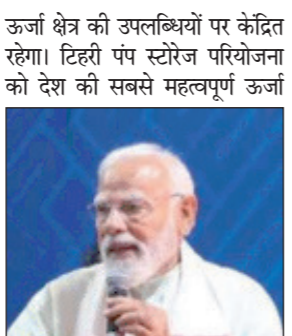 ऊर्जा क्षेत्र की उपलब्धियों पर केंद्रित
रहेगा। टिहरी पंप स्टोरेज परियोजना
को देश की सबसे महत्वपूर्ण ऊर्जा